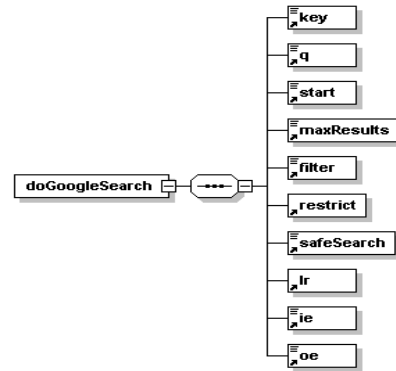 key
q
start
maxResults
doGoogleSearch
filter
restrict
safeSearch
lr
ie
oe